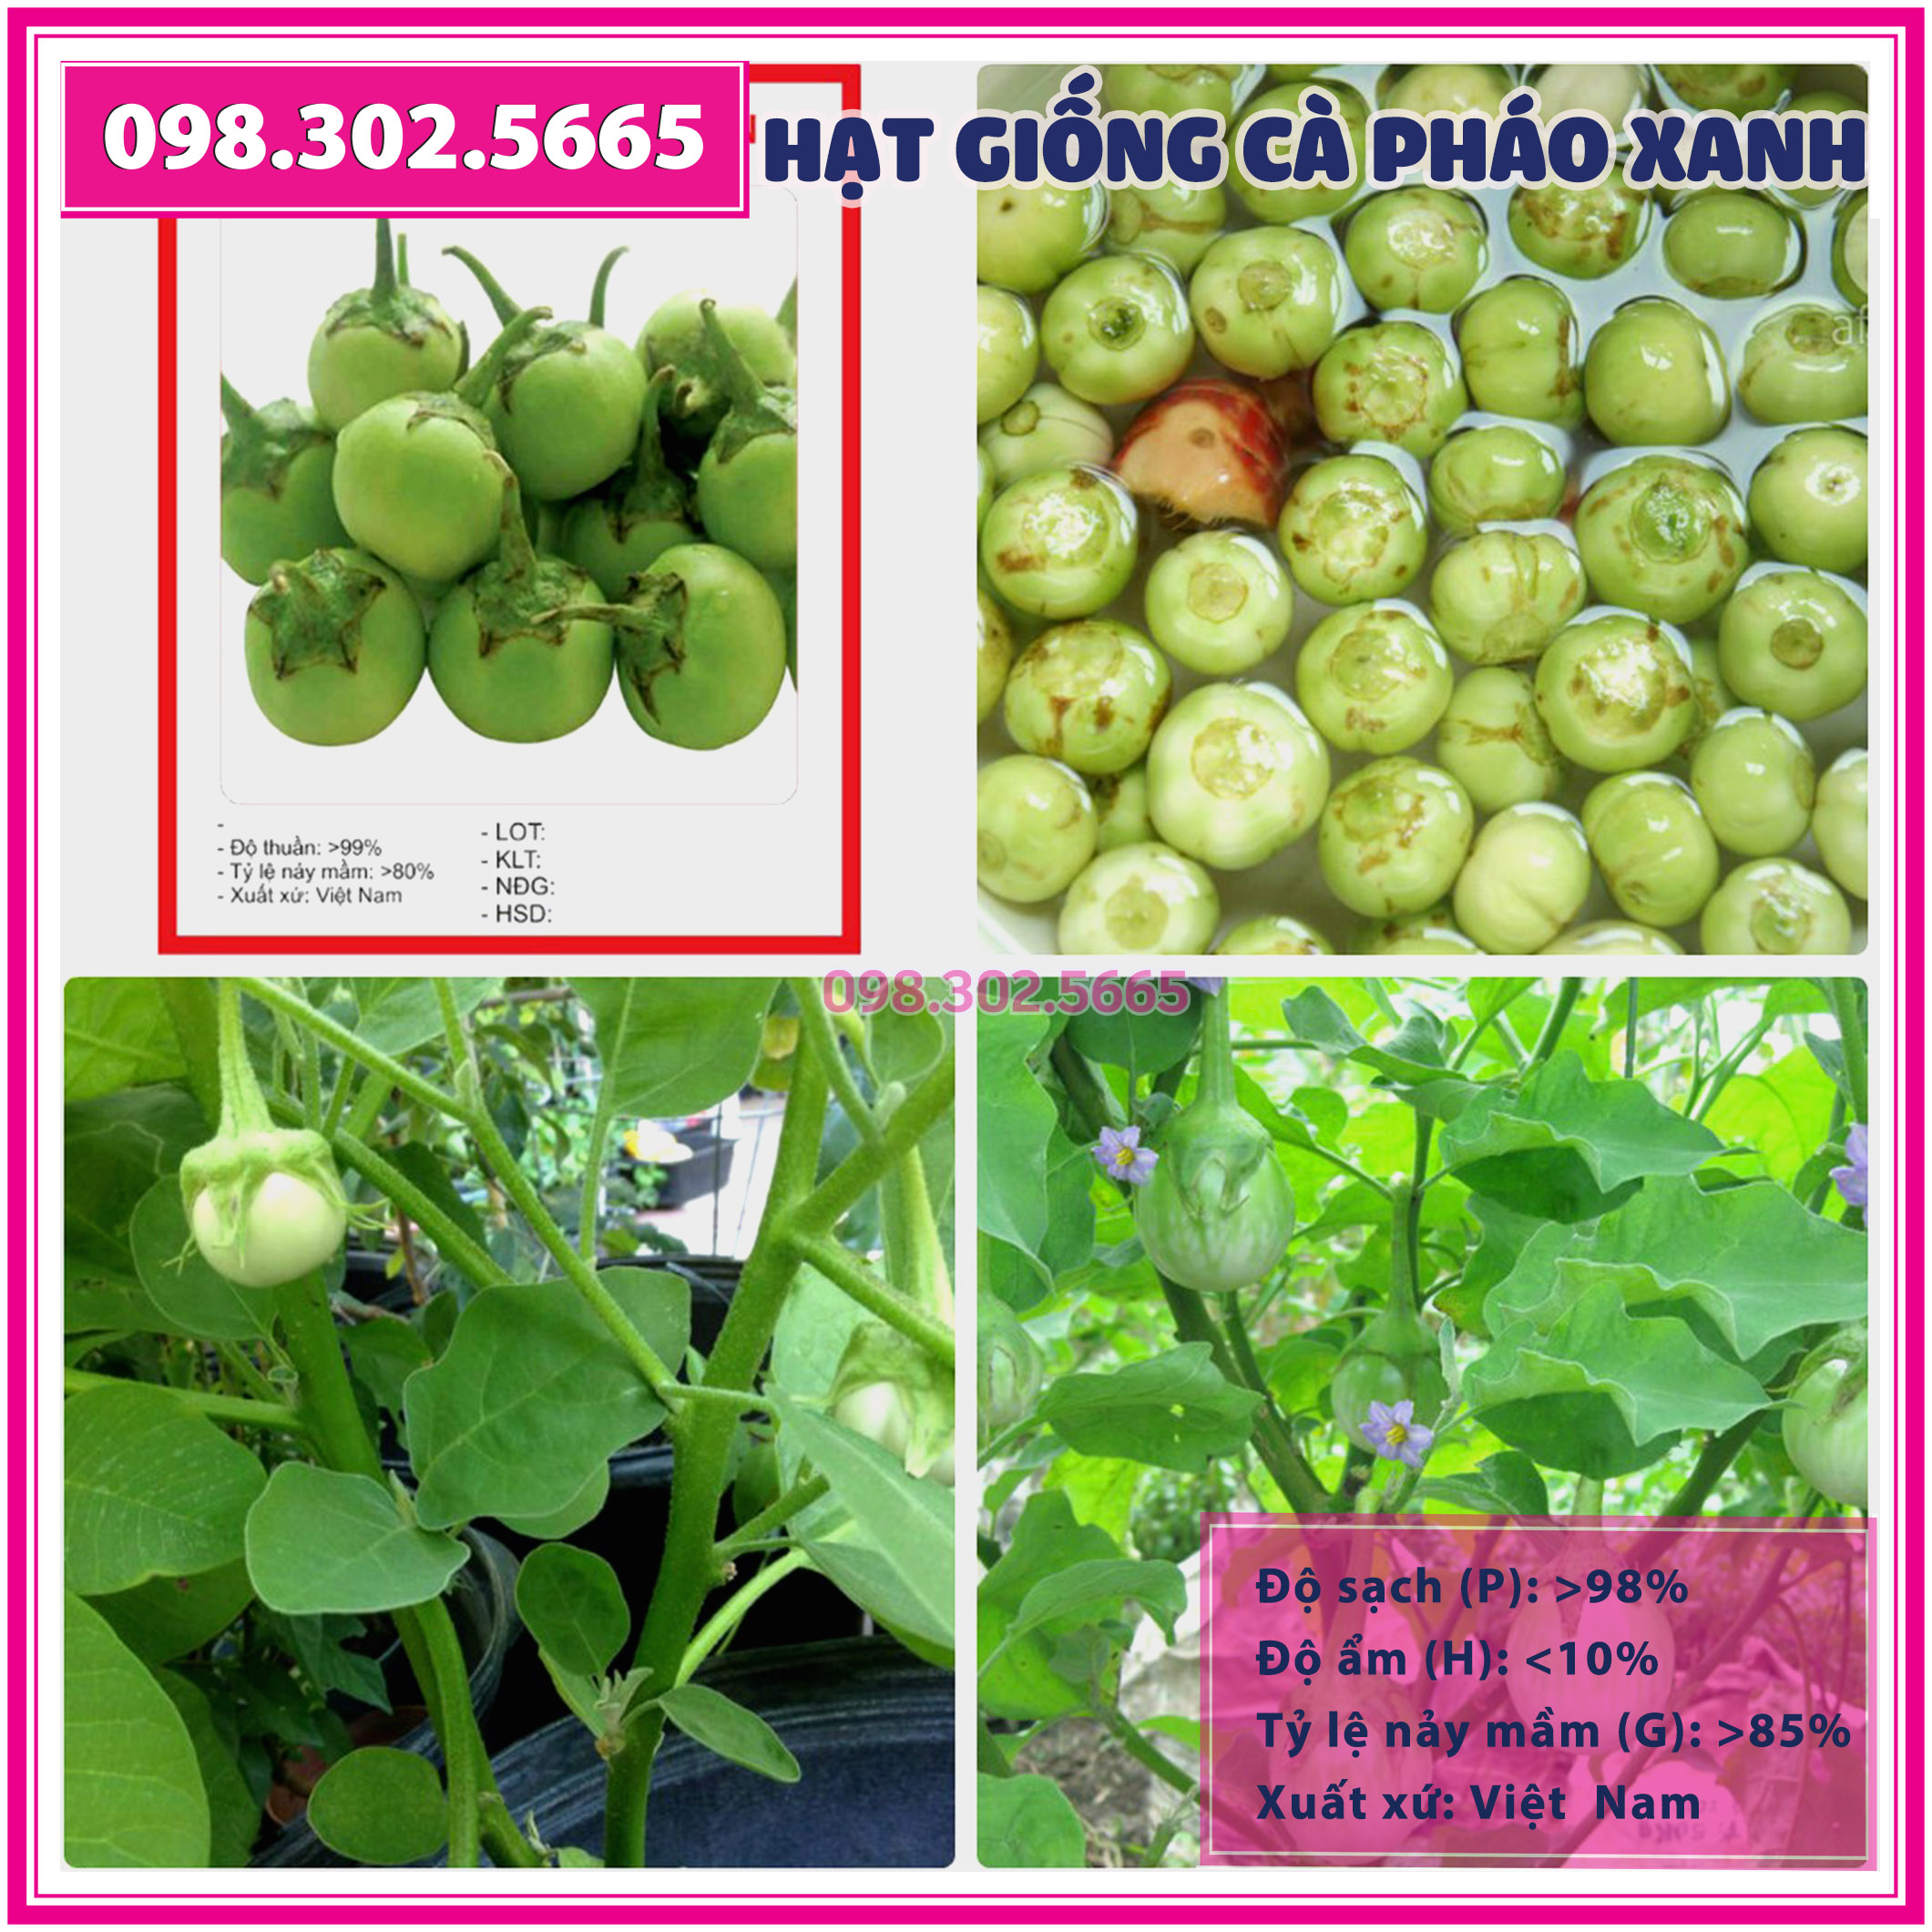 098.302.5665
HẠT GIỐNG CÀ PHÁO XANH
-
- Độ thuần: >99%
- Tỷ lệ nảy mầm: >80%
- Xuất xứ: Việt Nam
- LOT:
- KLT:
- NĐG:
- HSD:
098.302.5665
Độ sạch (P): >98%
Độ ẩm (H): <10%
Tỷ lệ nảy mầm (G): >85%
Xuất xứ: Việt Nam